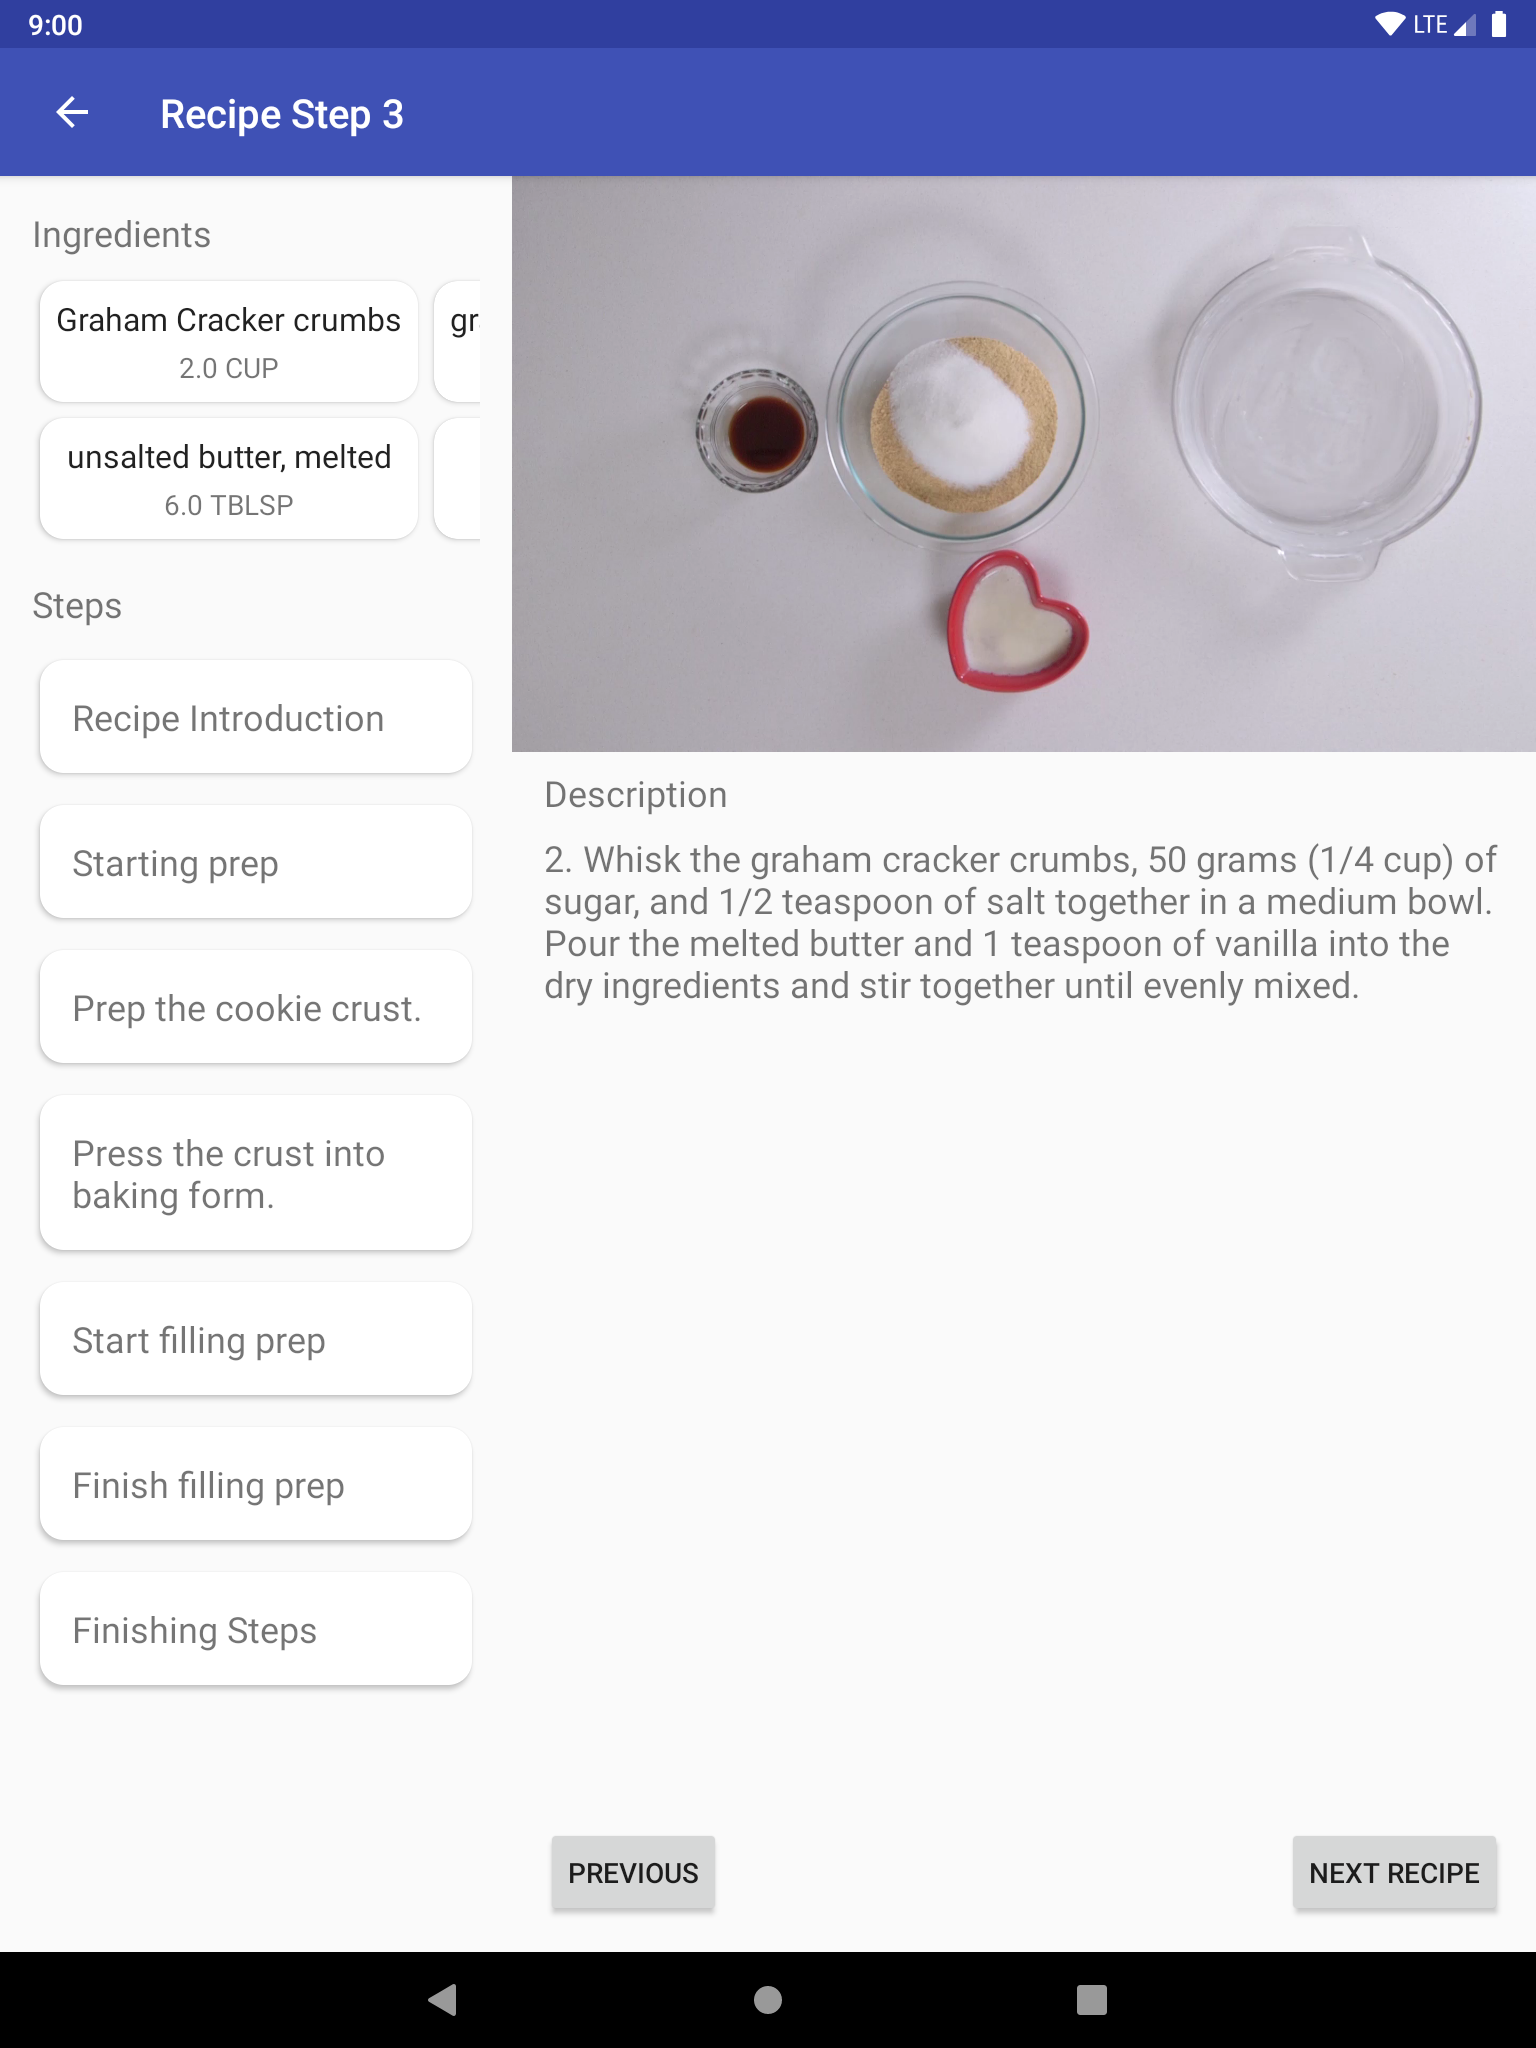 9:00
LTE
Recipe Step 3
Ingredients
Graham Cracker crumbs
2.0 CUP
unsalted butter, melted
6.0 TBLSP
Steps
Recipe Introduction
Starting prep
Prep the cookie crust.
Press the crust into
baking form.
Start filling prep
Finish filling prep
Finishing Steps
Description
2. Whisk the graham cracker crumbs, 50 grams (1/4 cup) of
sugar, and 1/2 teaspoon of salt together in a medium bowl.
Pour the melted butter and 1 teaspoon of vanilla into the
dry ingredients and stir together until evenly mixed.
PREVIOUS
NEXT RECIPE